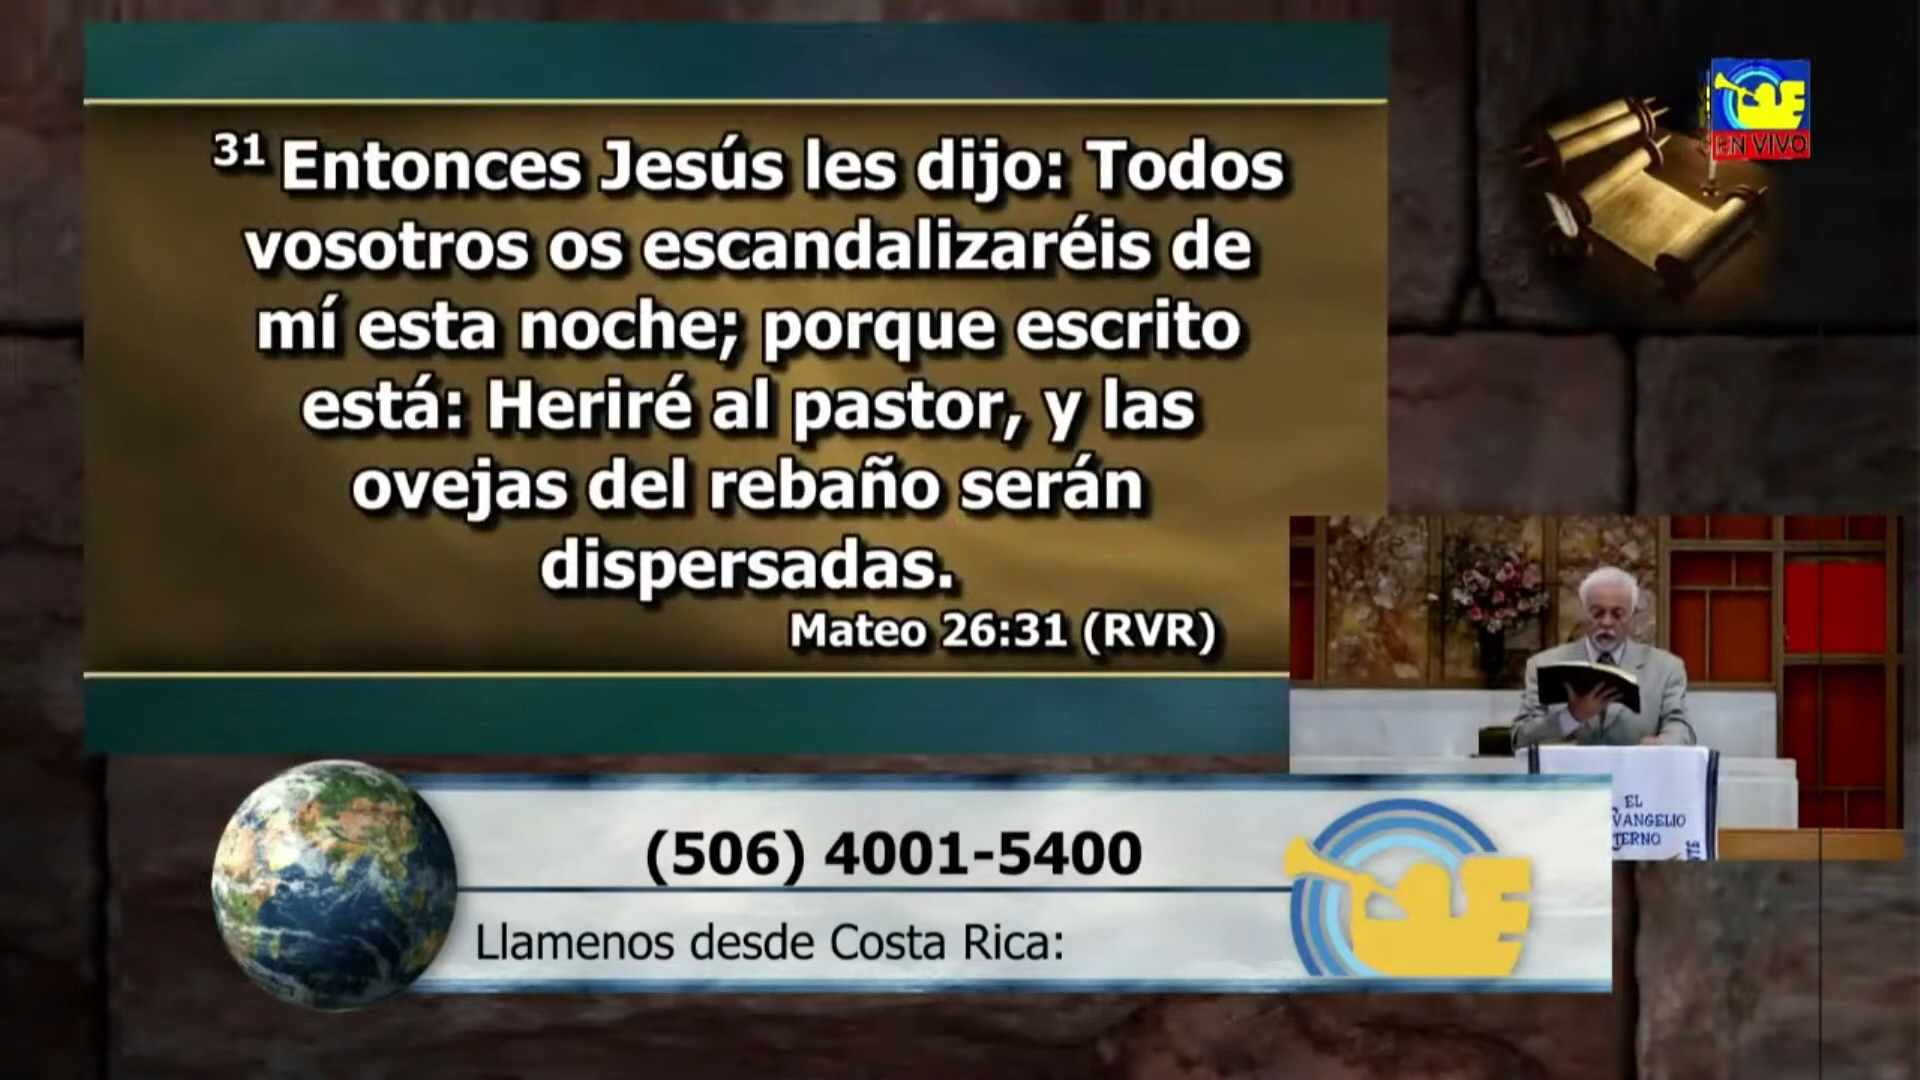 31 Entonces Jesús les dijo: Todos
vosotros os escandalizaréis de
mí esta noche; porque escrito
está: Heriré al pastor, y las
ovejas del rebaño serán
dispersadas.
Mateo 26:31 (RVR)
EN VIVO
EL
VANGELIO
TERNO
(506) 4001-5400
Llamenos desde Costa Rica: